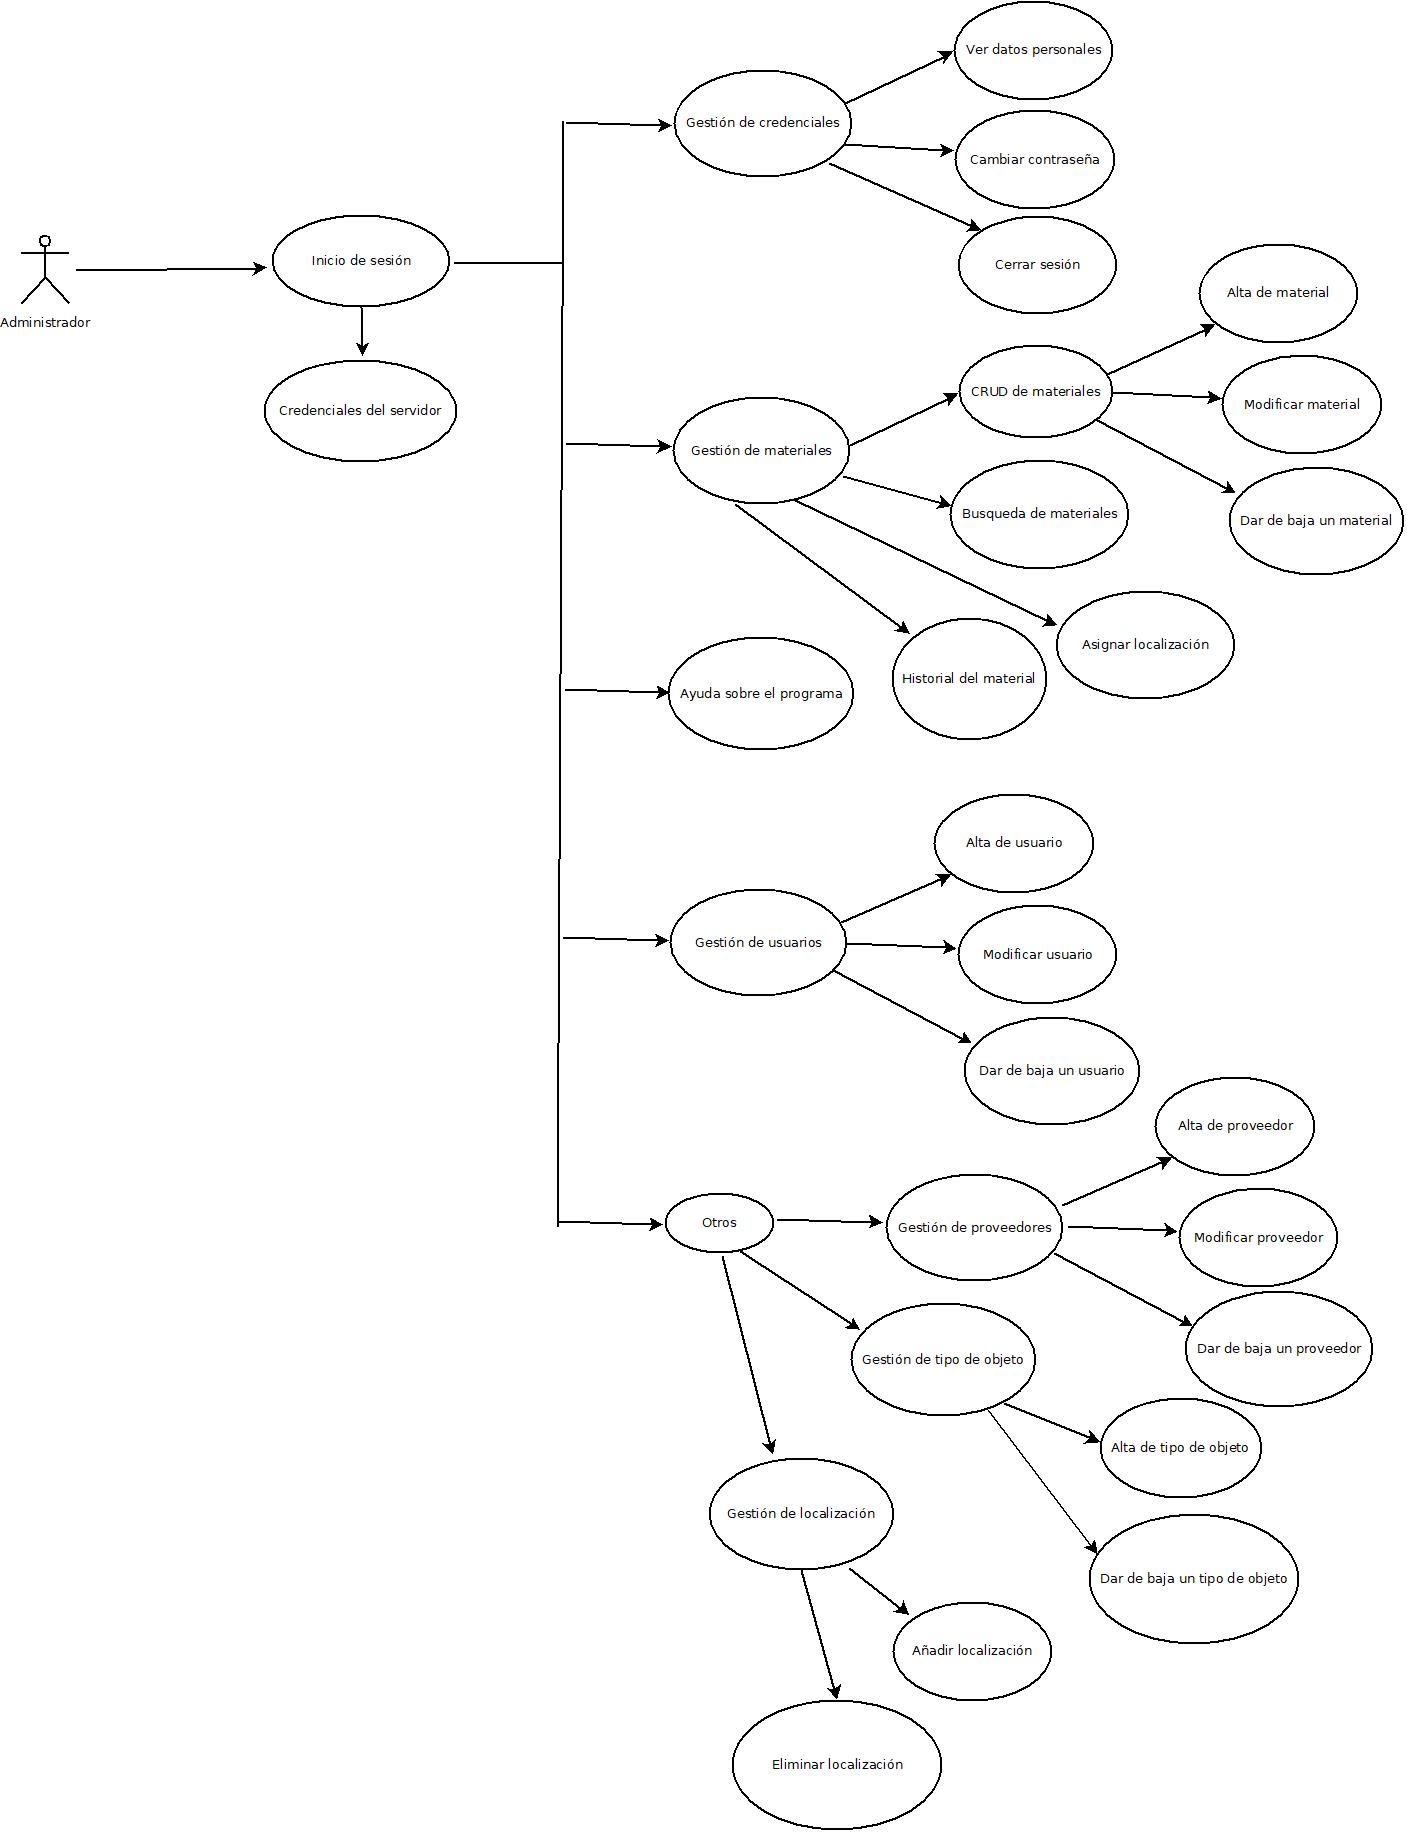 Administrador
Inicio de sesión
Credenciales del servidor
Gestión de credenciales
Ver datos personales
Cambiar contraseña
Cerrar sesión
Gestión de materiales
CRUD de materiales
Alta de material
Modificar material
Dar de baja un material
Busqueda de materiales
Asignar localización
Historial del material
Ayuda sobre el programa
Gestión de usuarios
Alta de usuario
Modificar usuario
Dar de baja un usuario
Otros
Gestión de proveedores
Alta de proveedor
Modificar proveedor
Dar de baja un proveedor
Gestión de tipo de objeto
Alta de tipo de objeto
Dar de baja un tipo de objeto
Gestión de localización
Añadir localización
Eliminar localización